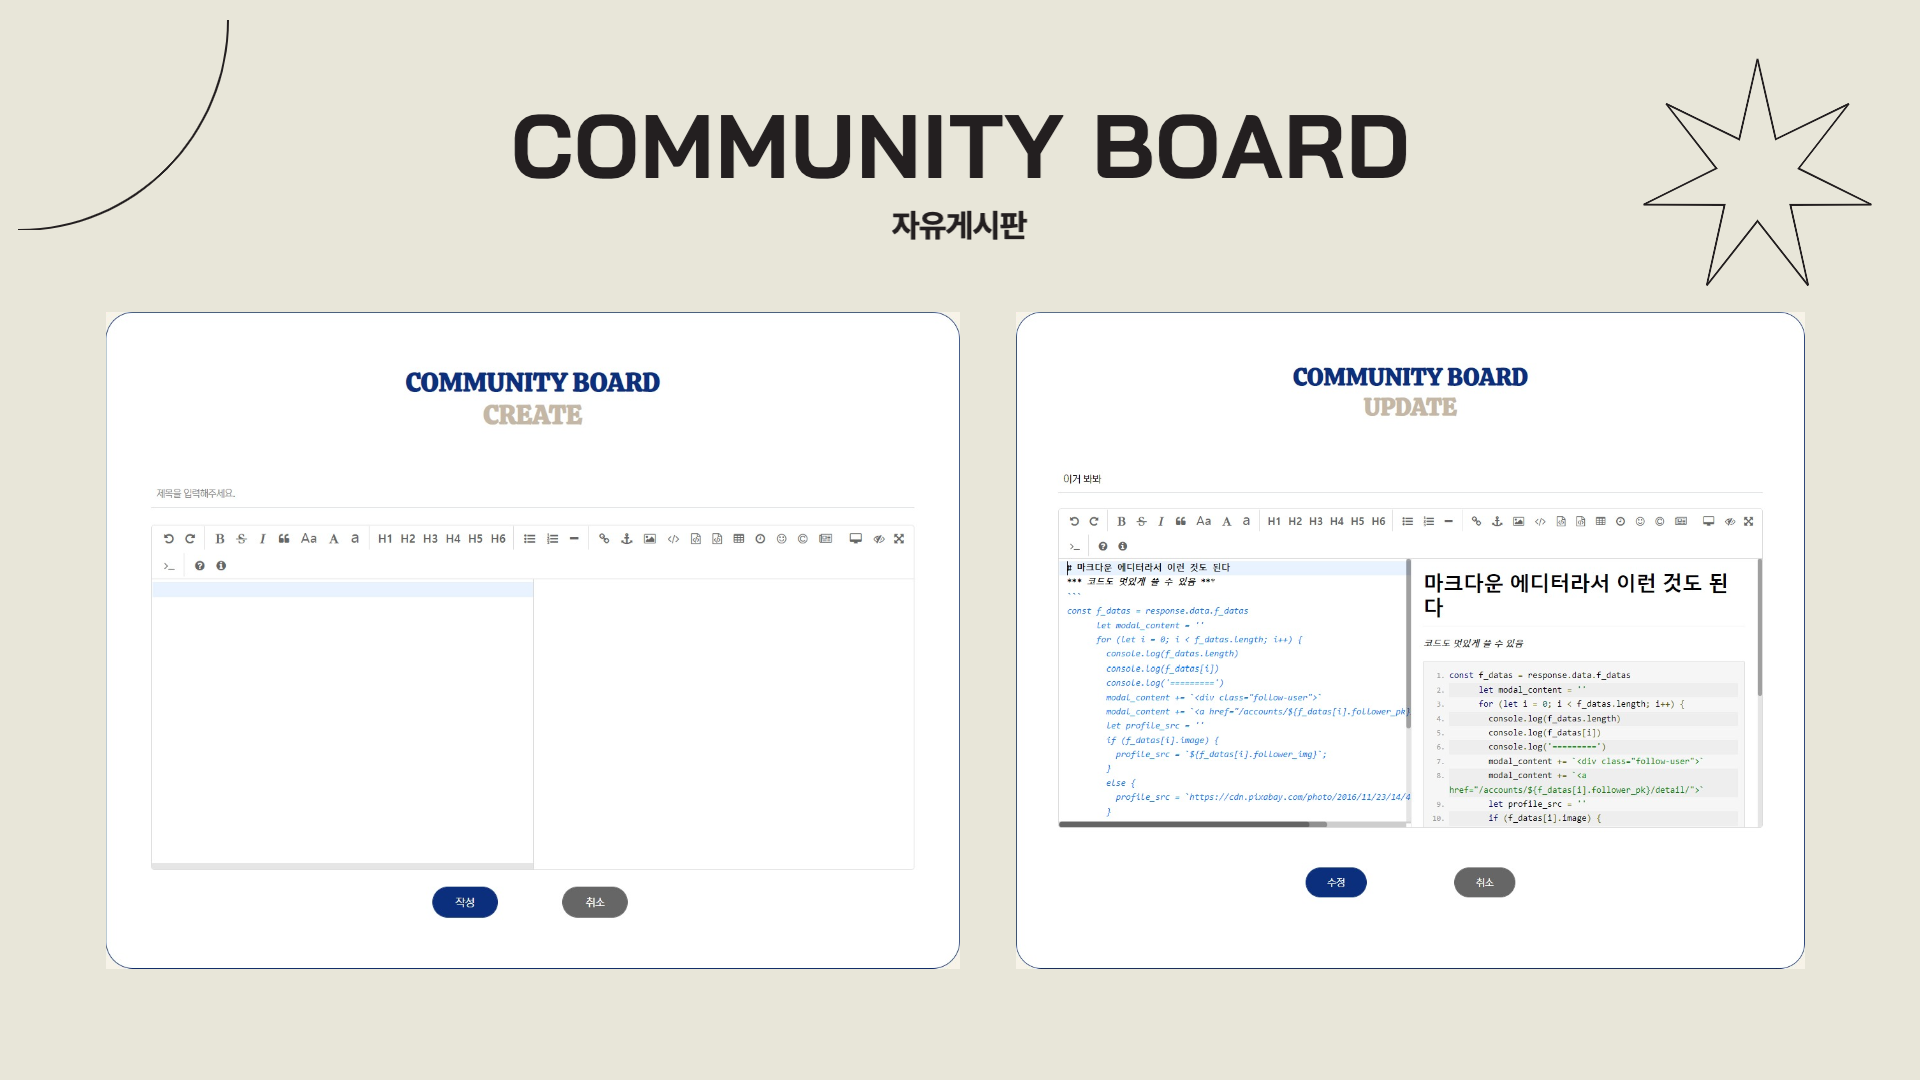 COMMUNITY BOARD
자유게시판
COMMUNITY BOARD
CREATE
제목을 입력해주세요.
B S I Aa A a H1 H2 H3 H4 H5 H6
작성 취소
COMMUNITY BOARD
UPDATE
이거 봐봐
B S I Aa A a H1 H2 H3 H4 H5 H6
# 마크다운 에디터라서 이런 것도 된다
*** 코드도 멋있게 쓸 수 있음 ***
```
const f_datas = response.data.f_datas
let modal_content = ''
for (let i = 0; i < f_datas.length; i++) {
console.log(f_datas.length)
console.log(f_datas[i])
console.log('=========')
modal_content += `<div class="follow-user">`
modal_content += `<a href="/accounts/${f_datas[i].follower_pk}
let profile_src = ''
if (f_datas[i].image) {
profile_src = `${f_datas[i].follower_img}`;
}
else {
profile_src = `https://cdn.pixabay.com/photo/2016/11/23/14/4
}
마크다운 에디터라서 이런 것도 된
다
코드도 멋있게 쓸 수 있음
1. const f_datas = response.data.f_datas
2. let modal_content = ''
3. for (let i = 0; i < f_datas.length; i++) {
4. console.log(f_datas.length)
5. console.log(f_datas[i])
6. console.log('=========')
7. modal_content += `<div class="follow-user">`
8. modal_content += `<a
href="/accounts/${f_datas[i].follower_pk}/detail/">`
9. let profile_src = ''
10. if (f_datas[i].image) {
수정 취소